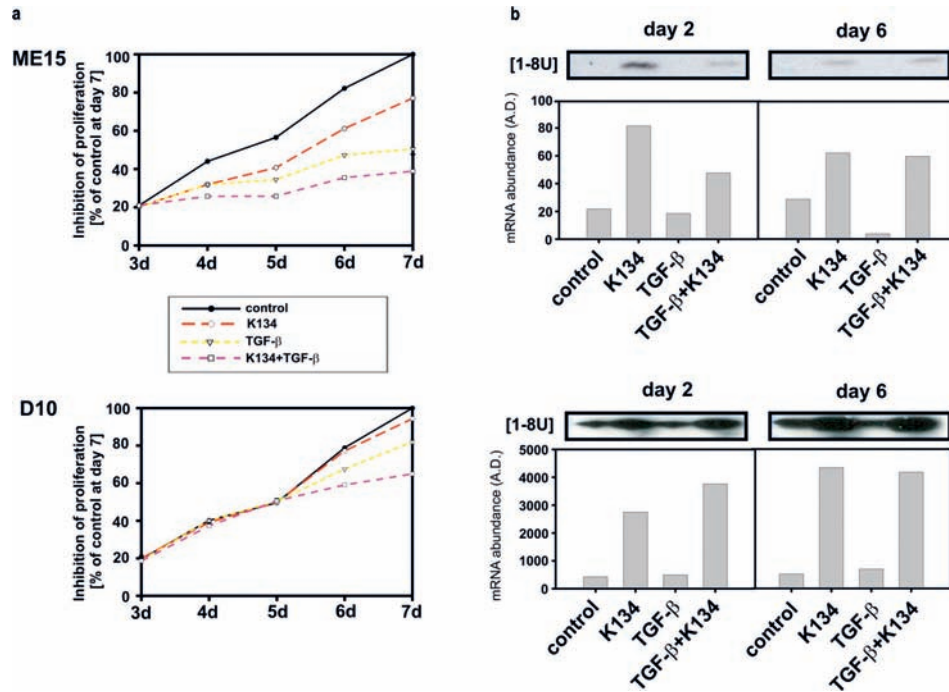 a
ME15
Inhibition of proliferation
[% of control at day 7]
100
80
60
40
20
0
3d 4d 5d 6d 7d
control
K134
TGF-β
K134+TGF-β
D10
Inhibition of proliferation
[% of control at day 7]
100
80
60
40
20
0
3d 4d 5d 6d 7d
b
day 2 day 6
[1-8U]
mRNA abundance (A.D.)
100
80
60
40
20
0
control K134 TGF-β TGF-β+K134 control K134 TGF-β TGF-β+K134
day 2 day 6
[1-8U]
mRNA abundance (A.D.)
5000
4000
3000
2000
1000
0
control K134 TGF-β TGF-β+K134 control K134 TGF-β TGF-β+K134